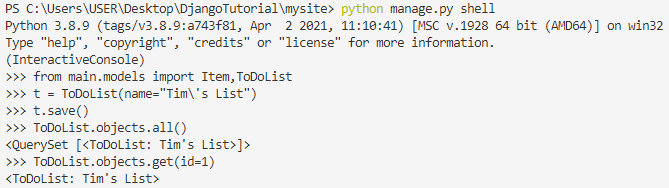 PS C:\Users\USER\Desktop\DjangoTutorial\mysite> python manage.py shell
Python 3.8.9 (tags/v3.8.9:a743f81, Apr  2 2021, 11:10:41) [MSC v.1928 64 bit (AMD64)] on win32
Type "help", "copyright", "credits" or "license" for more information.
(InteractiveConsole)
>>> from main.models import Item,ToDoList
>>> t = ToDoList(name="Tim\'s List")
>>> t.save()
>>> ToDoList.objects.all()
<QuerySet [<ToDoList: Tim's List>]>
>>> ToDoList.objects.get(id=1)
<ToDoList: Tim's List>